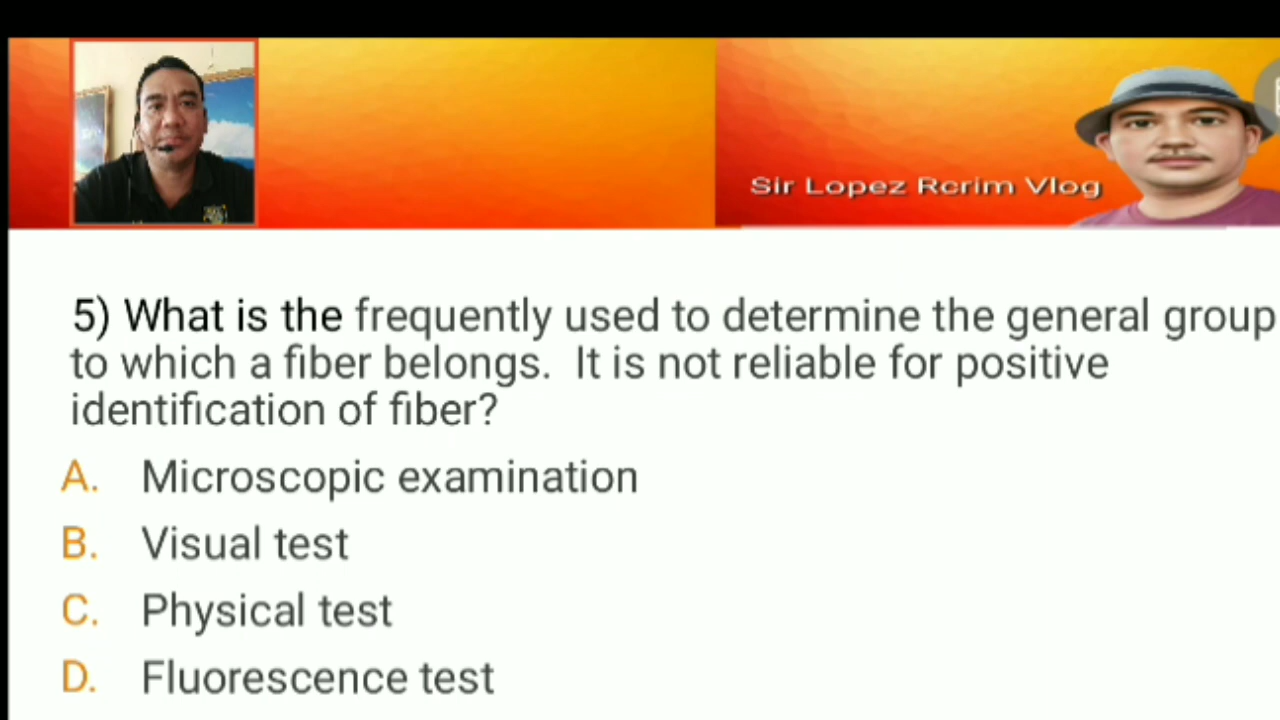 Sir Lopez Rcrim Vlog
5) What is the frequently used to determine the general group
to which a fiber belongs. It is not reliable for positive
identification of fiber?
A. Microscopic examination
B. Visual test
C. Physical test
D. Fluorescence test